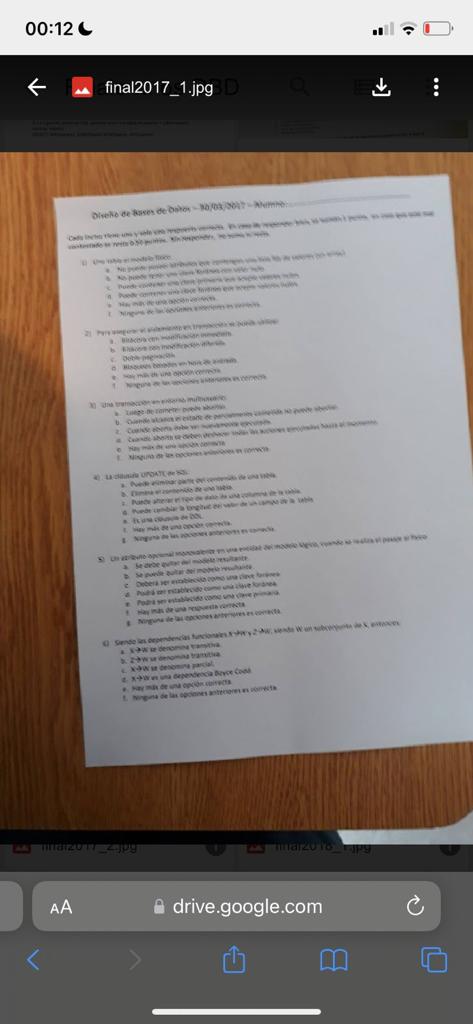 00:12
final2017_1.jpg
Diseño de Bases de Datos – 30/03/2017 – Alumno:
Cada inciso tiene una y sola una respuesta correcta. En caso de responder bien, se suman 1 punto, en caso que sea mal
contestado se resta 0.50 puntos. Sin responder, no suma ni resta.
1) Una tabla el modelo físico:
a. No puede poseer atributos que contengan una lista fija de valores
b. No puede tener una clave foránea con valor nulo
c. Puede contener una clave primaria que acepte valores nulos
d. Puede contener una clave foránea que acepte valores nulos
e. Hay más de una opción correcta
f. Ninguna de las opciones anteriores es correcta.
2) Para asegurar el aislamiento en transacción se puede utilizar:
a. Bitácora con modificación inmediata.
b. Bitácora con modificación diferida.
c. Doble paginación.
d. Bloqueos basados en hora de entrada.
e. Hay más de una opción correcta
f. Ninguna de las opciones anteriores es correcta.
3) Una transacción en entorno multiusuario:
a. Luego de cometer puede abortar.
b. Cuando alcanza el estado de parcialmente cometida no puede abortar.
c. Cuando aborta debe ser nuevamente ejecutada.
d. Cuando aborta se deben deshacer todas las acciones ejecutadas hasta el momento.
e. Hay más de una opción correcta
f. Ninguna de las opciones anteriores es correcta.
4) La cláusula UPDATE de SQL:
a. Puede eliminar parte del contenido de una tabla.
b. Elimina el contenido de una tabla.
c. Puede alterar el tipo de dato de una columna de la tabla.
d. Puede cambiar la longitud del valor de un campo de la tabla
e. Es una cláusula de DDL.
f. Hay más de una opción correcta.
g. Ninguna de las opciones anteriores es correcta.
5) Un atributo opcional monovalente en una entidad del modelo lógico, cuando se realiza el pasaje al físico
a. Se debe quitar del modelo resultante.
b. Se puede quitar del modelo resultante.
c. Deberá ser establecido como una clave foránea
d. Podrá ser establecido como una clave foránea.
e. Podrá ser establecido como una clave primaria.
f. Hay más de una respuesta correcta
g. Ninguna de las opciones anteriores es correcta.
6) Siendo las dependencias funcionales X→W y Z→W, siendo W un subconjunto de X, entonces:
a. X→W se denomina transitiva.
b. Z→W se denomina transitiva.
c. X→W se denomina parcial.
d. X→W es una dependencia Boyce Codd.
e. Hay más de una opción correcta.
f. Ninguna de las opciones anteriores es correcta.
final2017_2.jpg
final2018_1.jpg
AA
drive.google.com